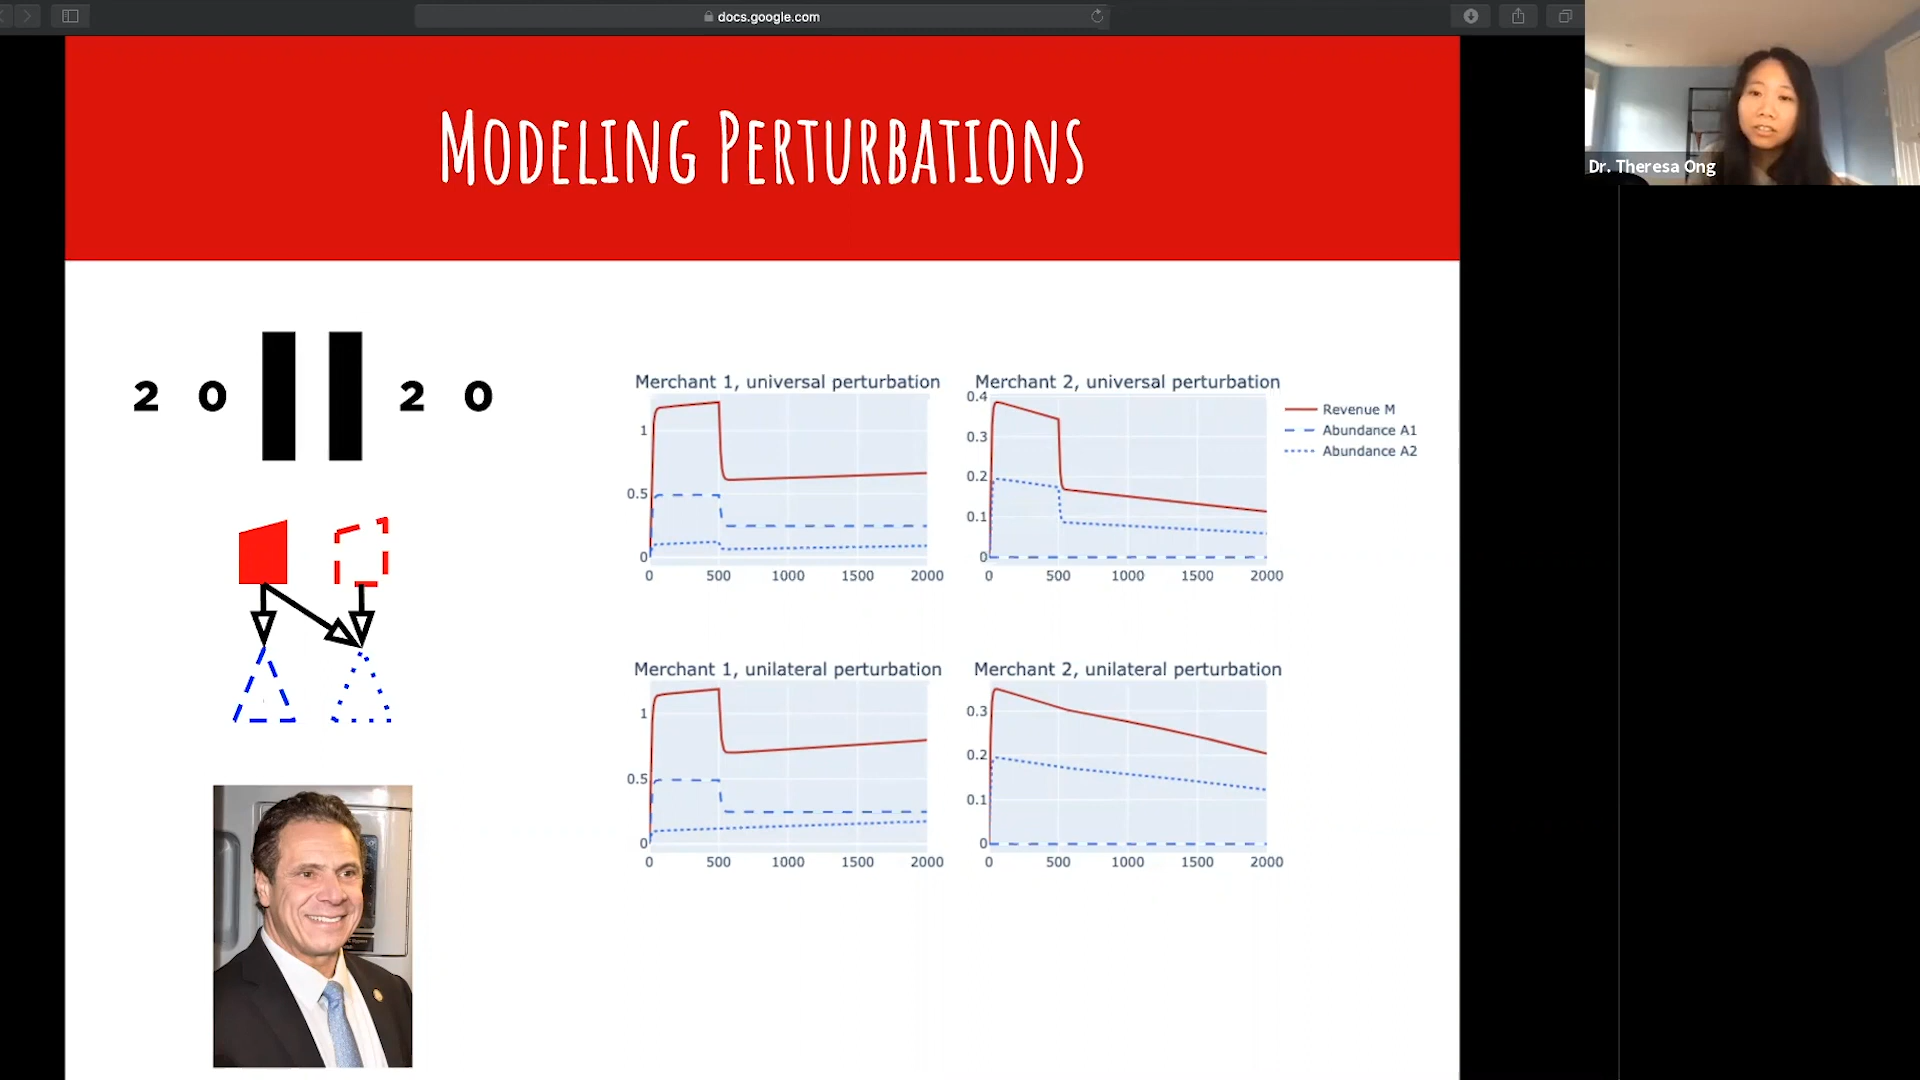 docs.google.com
MODELING PERTURBATIONS
Dr. Theresa Ong
2 0 2 0
Merchant 1, universal perturbation
1
0.5
0
0 500 1000 1500 2000
Merchant 2, universal perturbation
0.4
0.3
0.2
0.1
0
0 500 1000 1500 2000
Revenue M
Abundance A1
Abundance A2
Merchant 1, unilateral perturbation
1
0.5
0
0 500 1000 1500 2000
Merchant 2, unilateral perturbation
0.3
0.2
0.1
0
0 500 1000 1500 2000